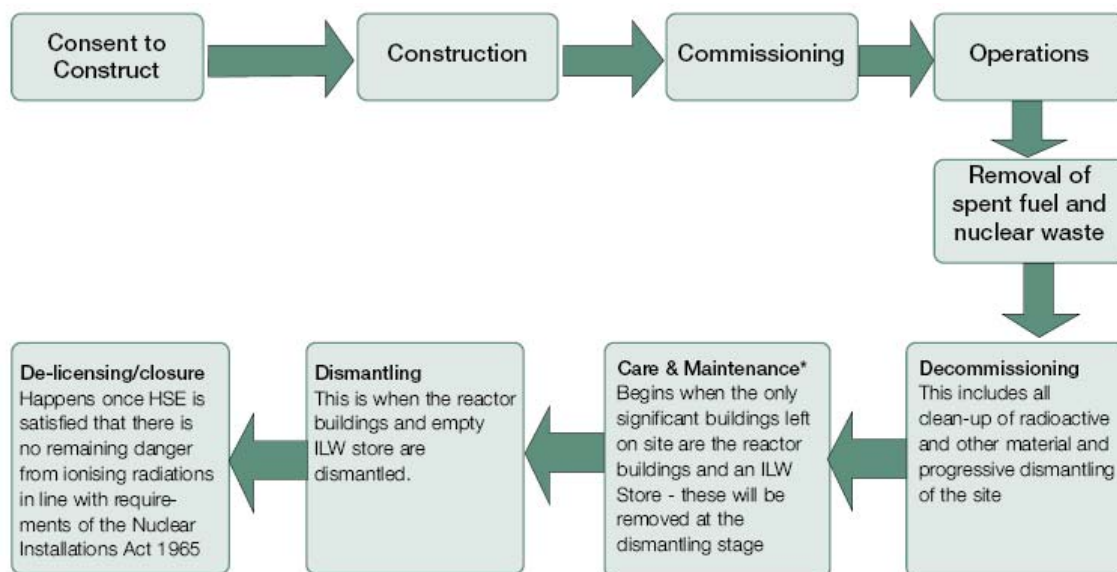 Consent to
Construct
Construction
Commissioning
Operations
Removal of
spent fuel and
nuclear waste
Decommissioning
This includes all
clean-up of radioactive
and other material and
progressive dismantling
of the site
Care & Maintenance*
Begins when the only
significant buildings left
on site are the reactor
buildings and an ILW
Store - these will be
removed at the
dismantling stage
Dismantling
This is when the reactor
buildings and empty
ILW store are
dismantled.
De-licensing/closure
Happens once HSE is
satisfied that there is
no remaining danger
from ionising radiations
in line with require-
ments of the Nuclear
Installations Act 1965